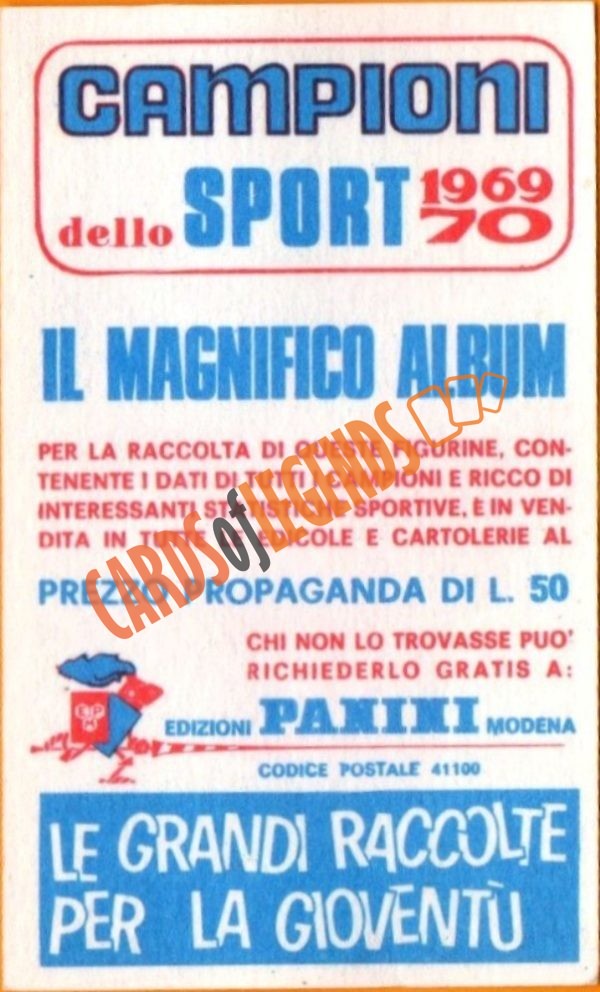 CAMPIONI
dello SPORT 1969
70
IL MAGNIFICO ALBUM
PER LA RACCOLTA DI QUESTE FIGURINE, CON-
TENENTE I DATI DI TUTTI I CAMPIONI E RICCO DI
INTERESSANTI STATISTICHE SPORTIVE, È IN VEN-
DITA IN TUTTE LE EDICOLE E CARTOLERIE AL
PREZZO PROPAGANDA DI L. 50
CHI NON LO TROVASSE PUO'
RICHIEDERLO GRATIS A:
EDIZIONI PANINI MODENA
CODICE POSTALE 41100
LE GRANDI RACCOLTE
PER LA GIOVENTÙ
CARDS of LEGENDS